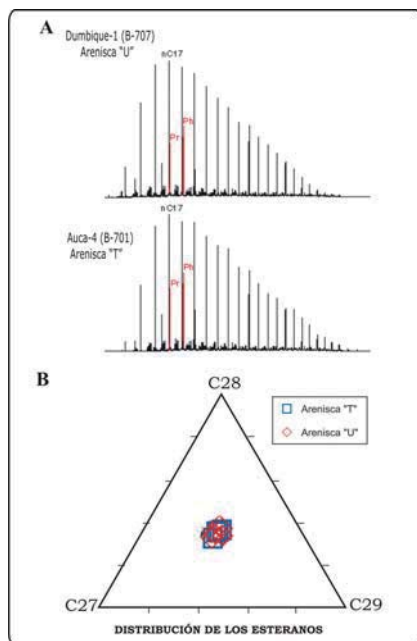 A
Dumbique-1 (B-707)
Arenisca "U"
nC17
Pr
Ph
Auca-4 (B-701)
Arenisca "T"
nC17
Pr
Ph
B
C28
Arenisca "T"
Arenisca "U"
C27
C29
DISTRIBUCIÓN DE LOS ESTERANOS